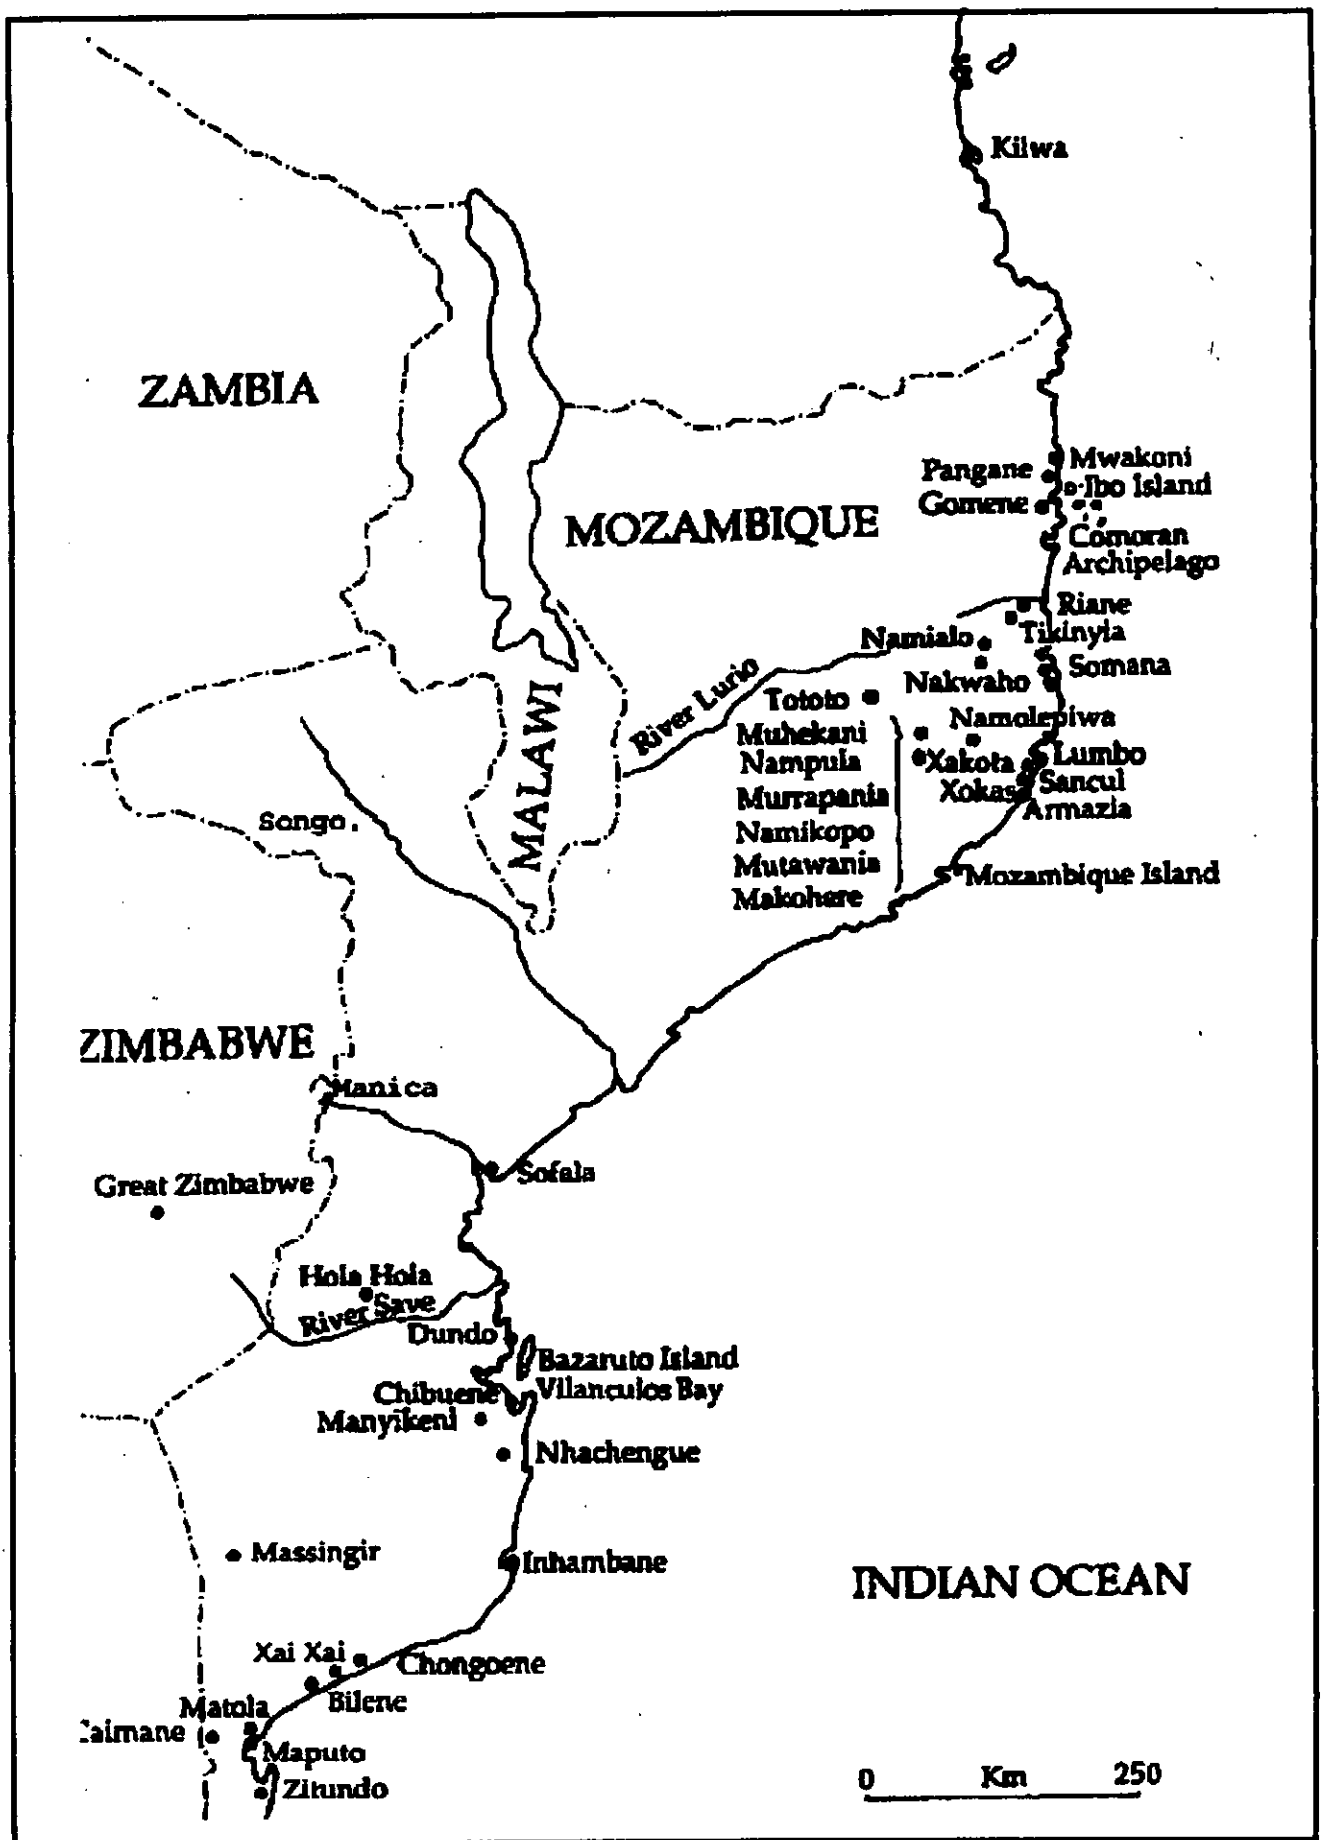 Kilwa
ZAMBIA
Mwakoni
Pangane
Ibo Island
Gomene
MOZAMBIQUE
Comoran
Archipelago
Riane
Tikinyia
Namialo
Somana
Nakwaho
River Lurio
Tototo
MALAWI
Namolepiwa
Muhekani
Nampula
Xakota
Lumbo
Sancul
Xokas
Murrapania
Armazia
Songo.
Namikopo
Mutawania
Mozambique Island
Makohere
ZIMBABWE
Manica
Sofala
Great Zimbabwe
Hola Hola
River Save
Dundo
Bazaruto Island
Chibuene
Vilanculos Bay
Manyikeni
Nhachengue
Massingir
Inhambane
INDIAN OCEAN
Xai Xai
Chongoene
Bilene
Matola
Caimane
Maputo
Zitundo
0 Km 250